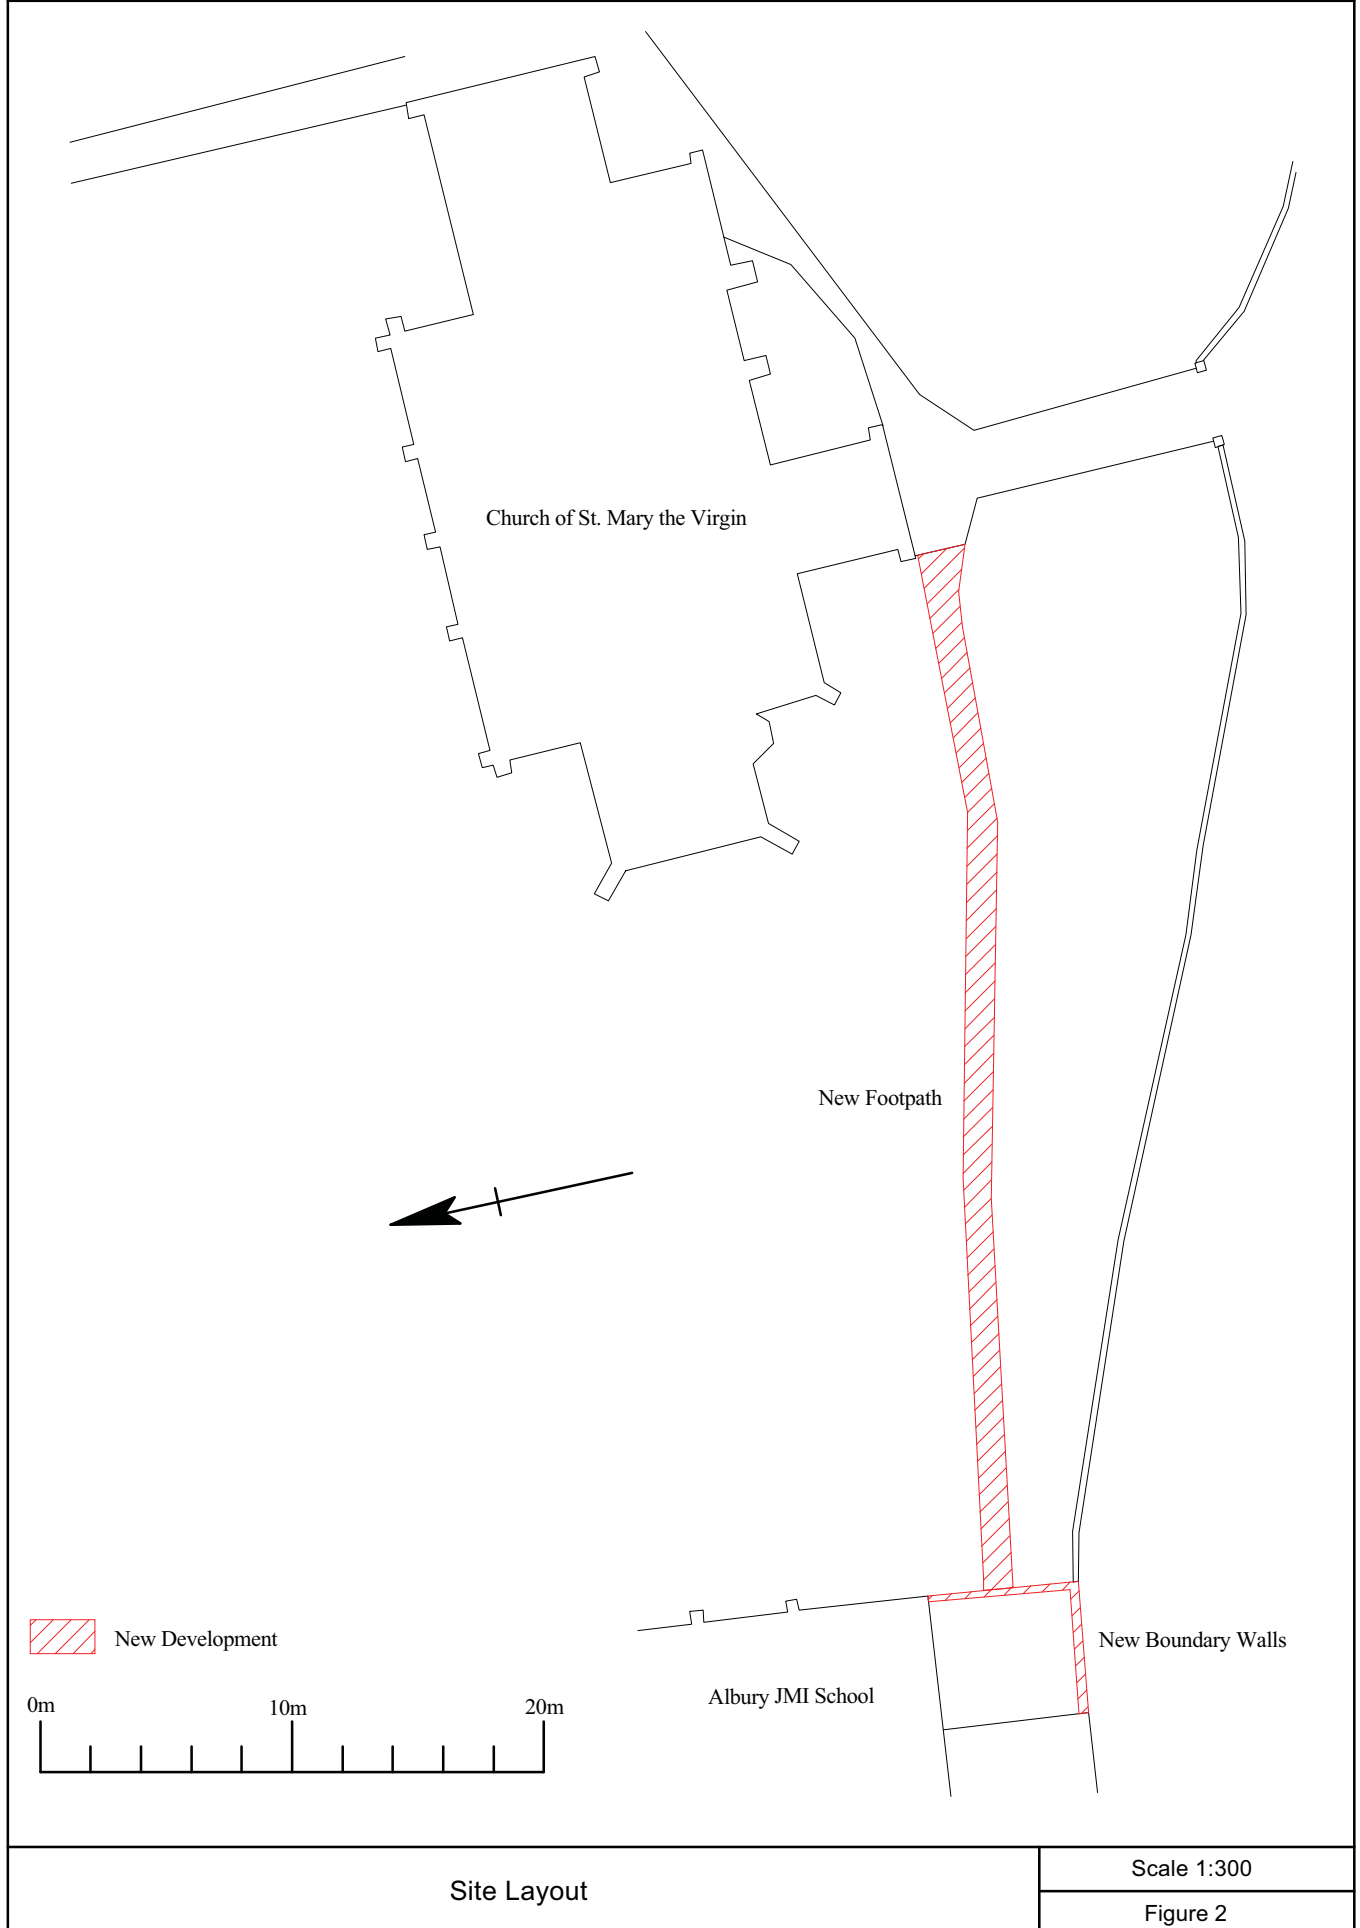 Church of St. Mary the Virgin
New Footpath
New Development
New Boundary Walls
Albury JMI School
0m
10m
20m
Site Layout
Scale 1:300
Figure 2